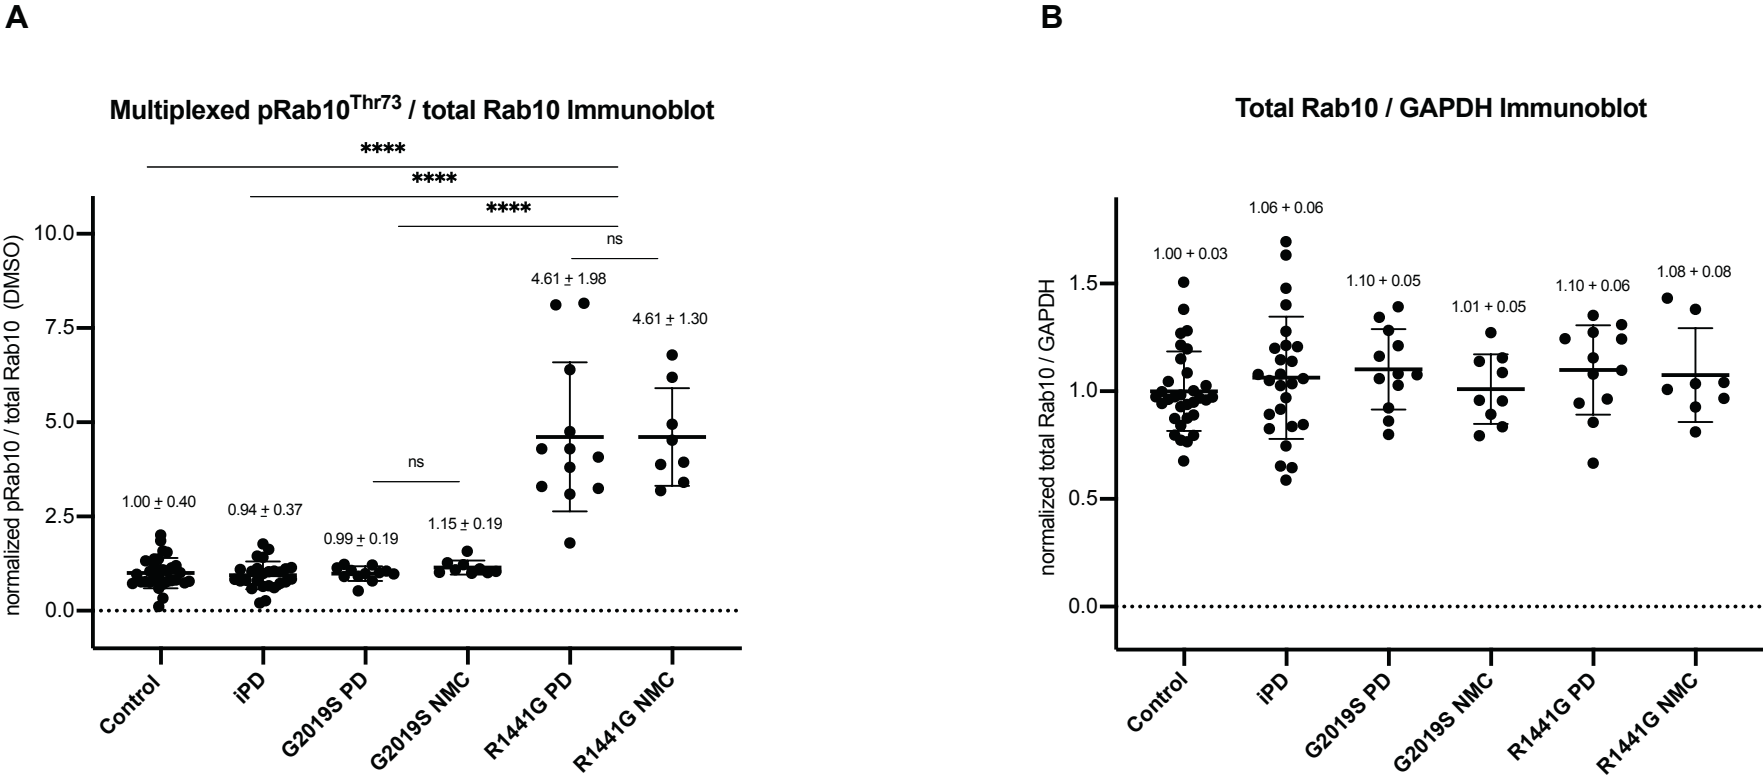 A
Multiplexed pRab10Thr73 / total Rab10 Immunoblot
****
****
****
ns
4.61 ± 1.98
4.61 ± 1.30
ns
1.00 ± 0.40
0.94 ± 0.37
0.99 ± 0.19
1.15 ± 0.19
normalized pRab10 / total Rab10 (DMSO)
10.0
7.5
5.0
2.5
0.0
Control
iPD
G2019S PD
G2019S NMC
R1441G PD
R1441G NMC
B
Total Rab10 / GAPDH Immunoblot
1.00 + 0.03
1.06 + 0.06
1.10 + 0.05
1.01 + 0.05
1.10 + 0.06
1.08 + 0.08
normalized total Rab10 / GAPDH
1.5
1.0
0.5
0.0
Control
iPD
G2019S PD
G2019S NMC
R1441G PD
R1441G NMC